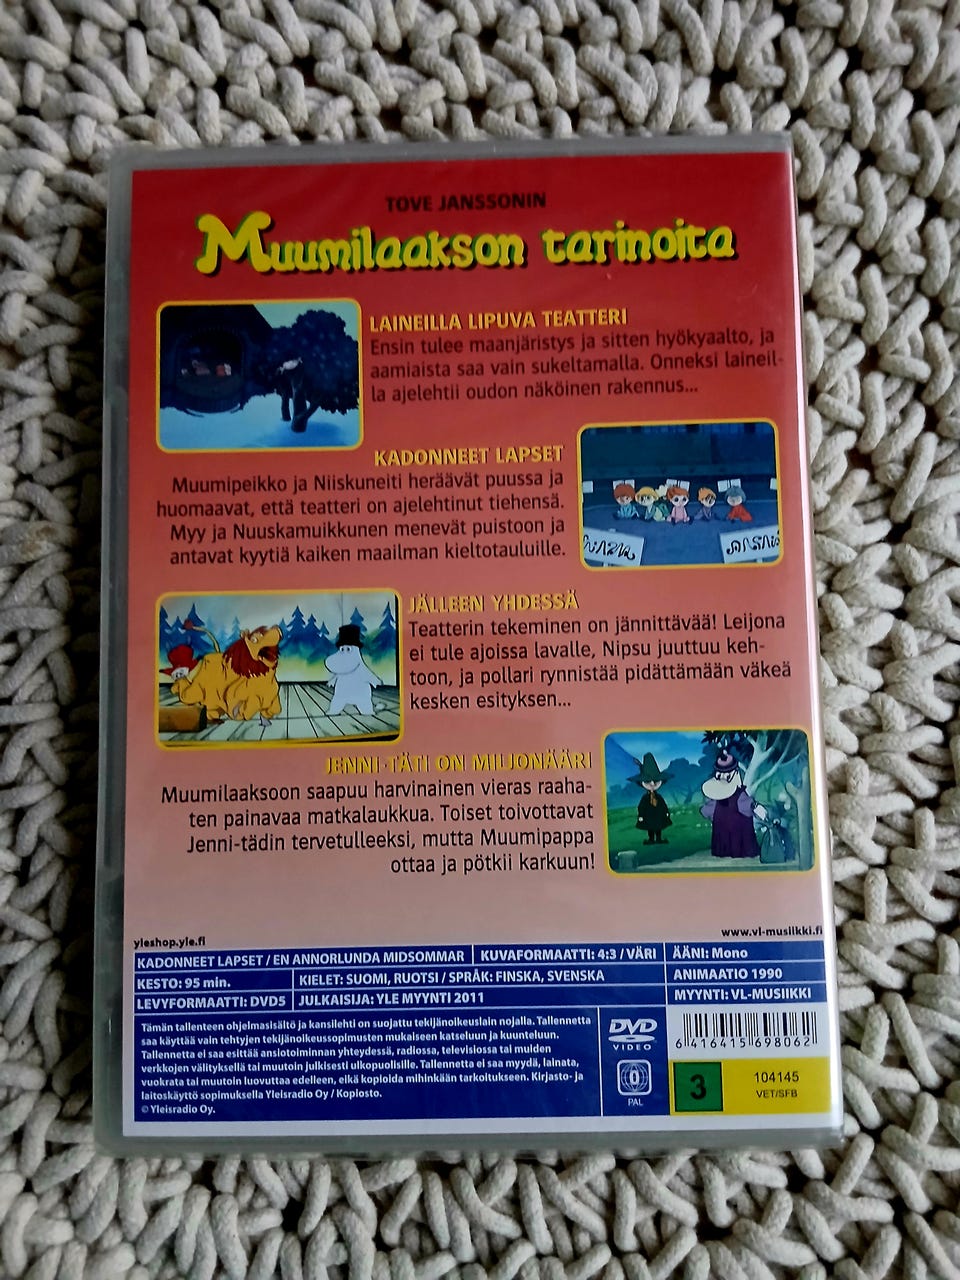 TOVE JANSSONIN
Muumilaakson tarinoita
LAINEILLA LIPUVA TEATTERI
Ensin tulee maanjäristys ja sitten hyökyaalto, ja
aamiaista saa vain sukeltamalla. Onneksi laineil-
la ajelehtii oudon näköinen rakennus...
KADONNEET LAPSET
Muumipeikko ja Niiskuneiti heräävät puussa ja
huomaavat, että teatteri on ajelehtinut tiehensä.
Myy ja Nuuskamuikkunen menevät puistoon ja
antavat kyytiä kaiken maailman kieltotauluille.
JÄLLEEN YHDESSÄ
Teatterin tekeminen on jännittävää! Leijona
ei tule ajoissa lavalle, Nipsu juuttuu keh-
toon, ja pollari rynnistää pidättämään väkeä
kesken esityksen...
JENNI-TÄTI ON MILJONÄÄRI
Muumilaaksoon saapuu harvinainen vieras raaha-
ten painavaa matkalaukkua. Toiset toivottavat
Jenni-tädin tervetulleeksi, mutta Muumipappa
ottaa ja pötkii karkuun!
yleshop.yle.fi
www.vl-musiikki.fi
KADONNEET LAPSET / EN ANNORLUNDA MIDSOMMAR
KUVAFORMAATTI: 4:3 / VÄRI
ÄÄNI: Mono
KESTO: 95 min.
KIELET: SUOMI, RUOTSI / SPRÅK: FINSKA, SVENSKA
ANIMAATIO 1990
LEVYFORMAATTI: DVD5
JULKAISIJA: YLE MYYNTI 2011
MYYNTI: VL-MUSIIKKI
Tämän tallenteen ohjelmasisältö ja kansilehti on suojattu tekijänoikeuslain nojalla. Tallennetta
saa käyttää vain tehtyjen tekijänoikeussopimusten mukaiseen katseluun ja kuunteluun.
Tallennetta ei saa esittää ansiotoiminnan yhteydessä, radiossa, televisiossa tai muiden
verkkojen välityksellä tai muutoin julkisesti ulkopuolisille. Tallennetta ei saa myydä, lainata,
vuokrata tai muutoin luovuttaa edelleen, eikä kopioida mihinkään tarkoitukseen. Kirjasto- ja
laitoskäyttö sopimuksella Yleisradio Oy / Kopiosto.
© Yleisradio Oy.
DVD
VIDEO
0
PAL
6 416415 698062
3
104145
VET/SFB